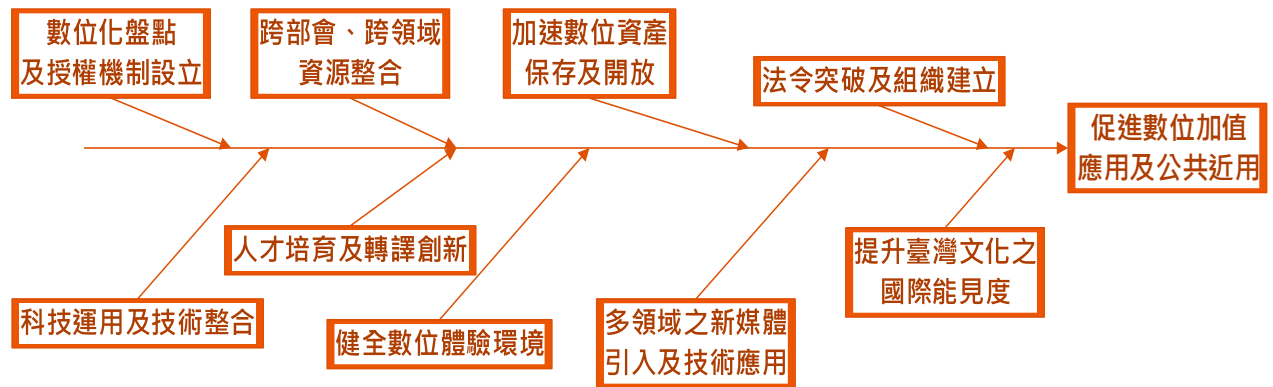 數位化盤點
及授權機制設立
跨部會、跨領域
資源整合
加速數位資產
保存及開放
法令突破及組織建立
促進數位加值
應用及公共近用
人才培育及轉譯創新
提升臺灣文化之
國際能見度
科技運用及技術整合
健全數位體驗環境
多領域之新媒體
引入及技術應用